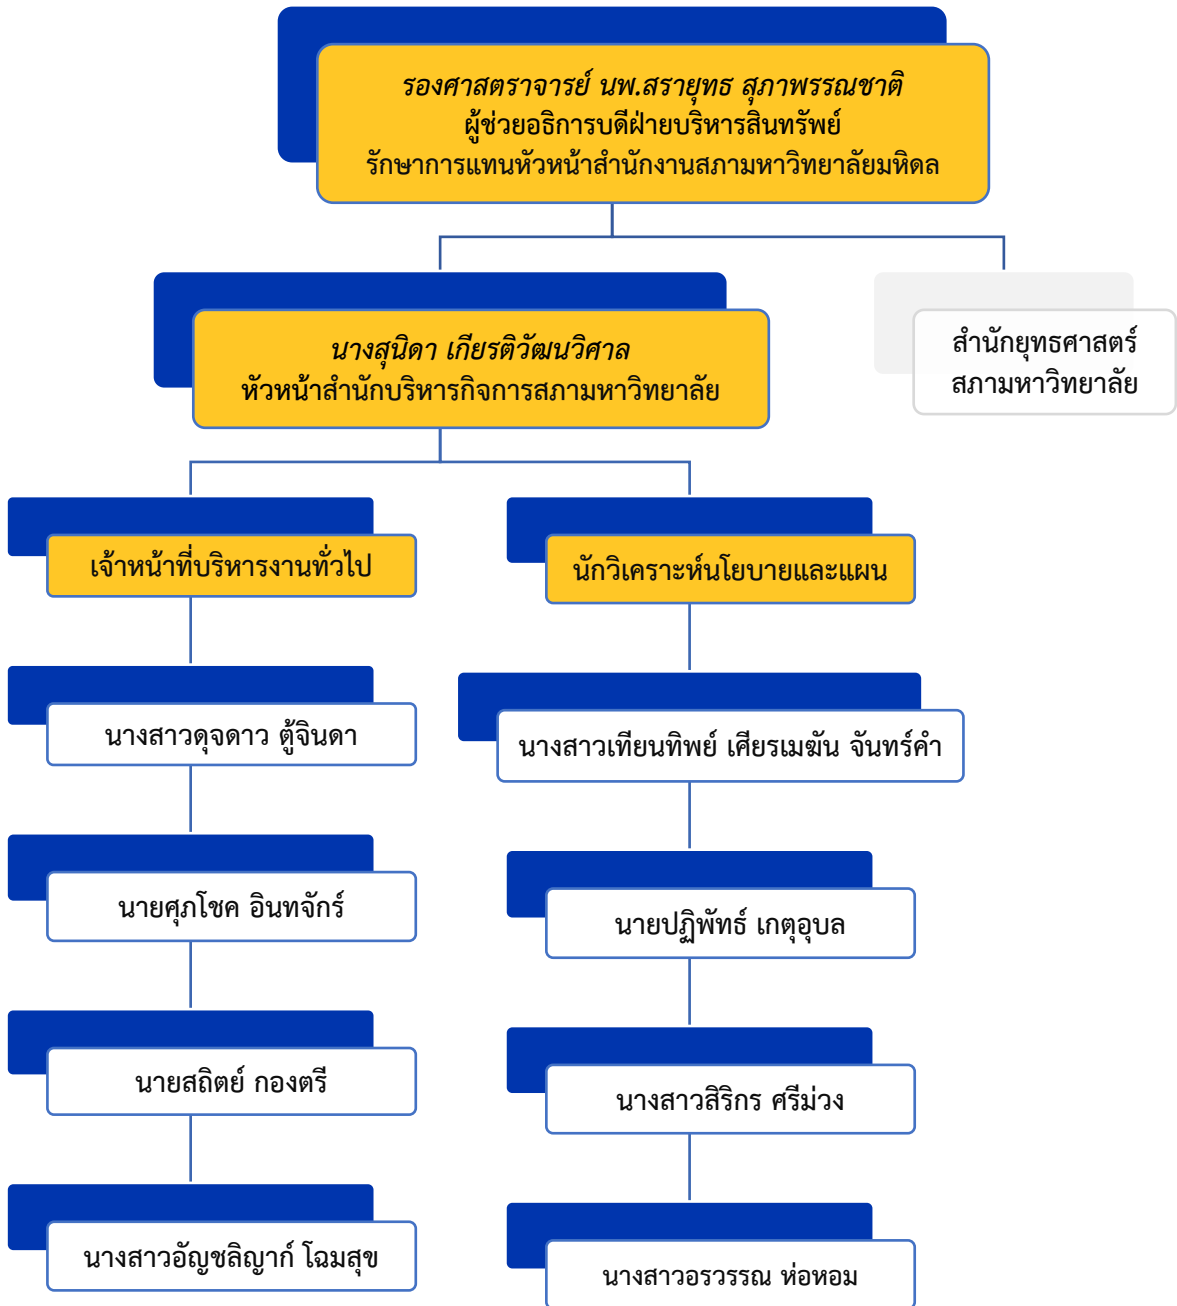 รองศาสตราจารย์ นพ.สรายุทธ สุภาพรรณชาติ
ผู้ช่วยอธิการบดีฝ่ายบริหารสินทรัพย์
รักษาการแทนหัวหน้าสำนักงานสภามหาวิทยาลัยมหิดล
นางสุนิดา เกียรติวัฒนวิศาล
หัวหน้าสำนักบริหารกิจการสภามหาวิทยาลัย
สำนักยุทธศาสตร์
สภามหาวิทยาลัย
เจ้าหน้าที่บริหารงานทั่วไป
นางสาวดุจดาว ตู้จินดา
นายศุภโชค อินทจักร์
นายสถิตย์ กองตรี
นางสาวอัญชลิญาก์ โฉมสุข
นักวิเคราะห์นโยบายและแผน
นางสาวเทียนทิพย์ เศียรเมฆัน จันทร์คำ
นายปฏิพัทธ์ เกตุอุบล
นางสาวสิริกร ศรีม่วง
นางสาวอรวรรณ ห่อหอม